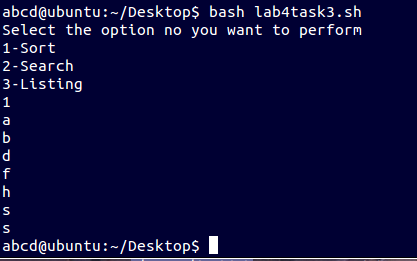 abcd@ubuntu:~/Desktop$ bash lab4task3.sh
Select the option no you want to perform
1-Sort
2-Search
3-Listing
1
a
b
d
f
h
s
s
abcd@ubuntu:~/Desktop$